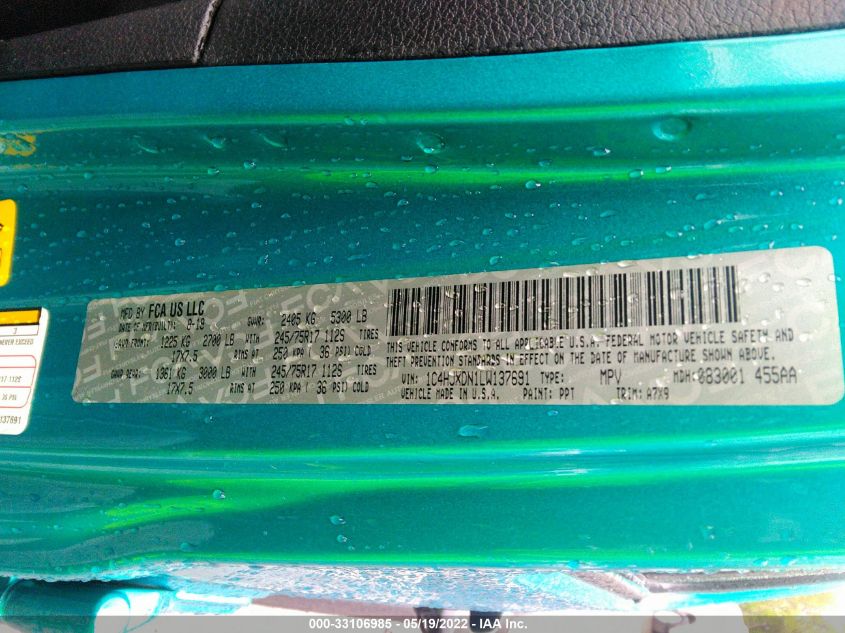 MFD BY FCA US LLC
DATE OF MFR 8-19 GVWR: 2405 KG 5300 LB
GAWR FRONT: 1225 KG 2700 LB WITH 245/75R17 112S TIRES
17X7.5 RIMS AT 250 KPA ( 36 PSI) COLD
GAWR REAR: 1361 KG 3000 LB WITH 245/75R17 112S TIRES
17X7.5 RIMS AT 250 KPA ( 36 PSI) COLD
THIS VEHICLE CONFORMS TO ALL APPLICABLE U.S.A. FEDERAL MOTOR VEHICLE SAFETY AND
THEFT PREVENTION STANDARDS IN EFFECT ON THE DATE OF MANUFACTURE SHOWN ABOVE.
VIN: 1C4HJXDN1LW137691 TYPE: MPV MDH: 083001 455AA
VEHICLE MADE IN U.S.A. PAINT: PPT TRIM: A7X9
3
NEVER EXCEED
137691
000-33106985 - 05/19/2022 - IAA Inc.